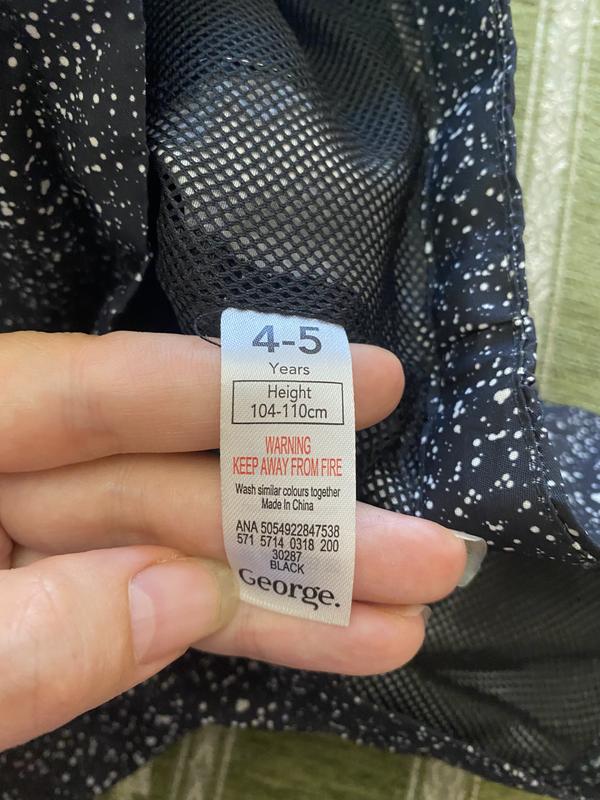 4-5
Years
Height
104-110cm
WARNING
KEEP AWAY FROM FIRE
Wash similar colours together
Made In China
ANA 5054922847538
571 5714 0318 200
30287
BLACK
George.